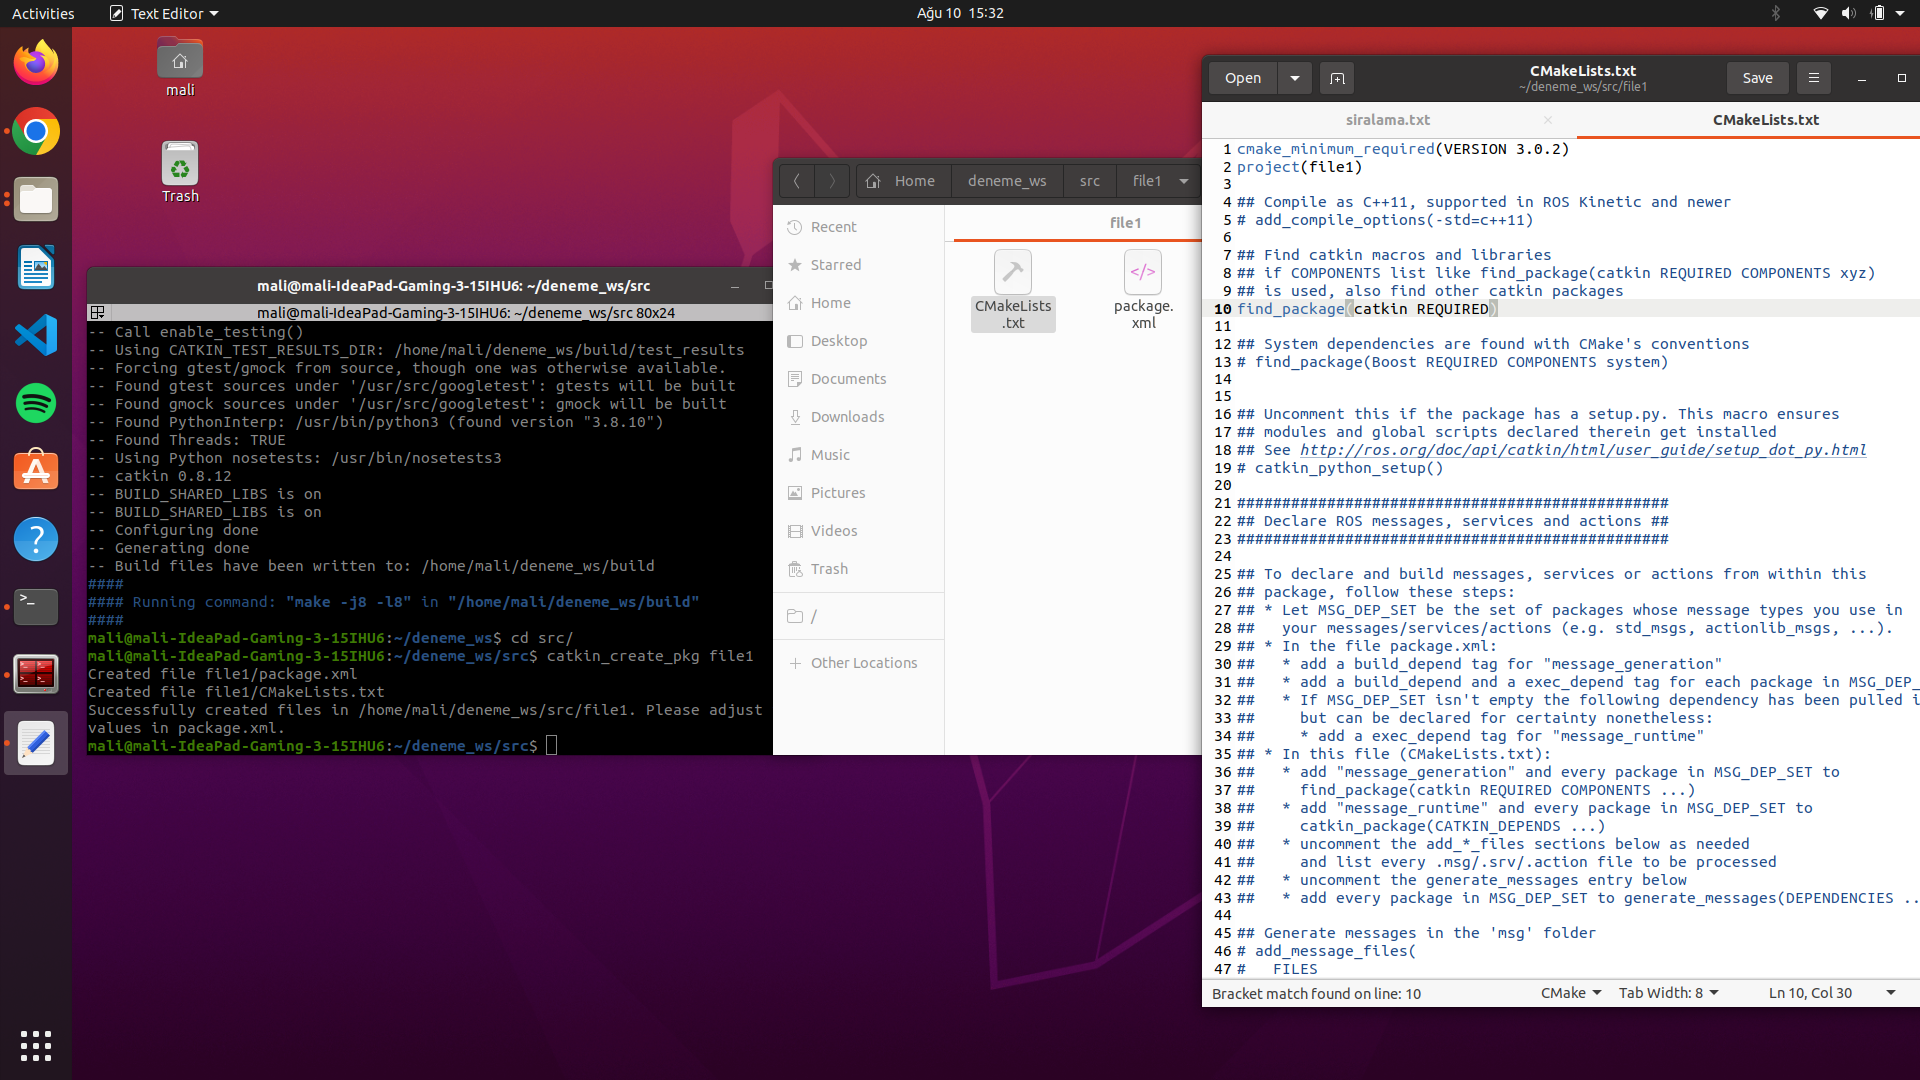 Activities
Text Editor
Ağu 10 15:32
mali
Trash
mali@mali-IdeaPad-Gaming-3-15IHU6: ~/deneme_ws/src
mali@mali-IdeaPad-Gaming-3-15IHU6: ~/deneme_ws/src 80x24
-- Call enable_testing()
-- Using CATKIN_TEST_RESULTS_DIR: /home/mali/deneme_ws/build/test_results
-- Forcing gtest/gmock from source, though one was otherwise available.
-- Found gtest sources under '/usr/src/googletest': gtests will be built
-- Found gmock sources under '/usr/src/googletest': gmock will be built
-- Found PythonInterp: /usr/bin/python3 (found version "3.8.10")
-- Found Threads: TRUE
-- Using Python nosetests: /usr/bin/nosetests3
-- catkin 0.8.12
-- BUILD_SHARED_LIBS is on
-- BUILD_SHARED_LIBS is on
-- Configuring done
-- Generating done
-- Build files have been written to: /home/mali/deneme_ws/build
####
#### Running command: "make -j8 -l8" in "/home/mali/deneme_ws/build"
####
mali@mali-IdeaPad-Gaming-3-15IHU6:~/deneme_ws$ cd src/
mali@mali-IdeaPad-Gaming-3-15IHU6:~/deneme_ws/src$ catkin_create_pkg file1
Created file file1/package.xml
Created file file1/CMakeLists.txt
Successfully created files in /home/mali/deneme_ws/src/file1. Please adjust
values in package.xml.
mali@mali-IdeaPad-Gaming-3-15IHU6:~/deneme_ws/src$
Home
deneme_ws
src
file1
Recent
Starred
Home
Desktop
Documents
Downloads
Music
Pictures
Videos
Trash
/
+ Other Locations
file1
CMakeLists
.txt
package.
xml
Open
CMakeLists.txt
~/deneme_ws/src/file1
Save
siralama.txt
CMakeLists.txt
1 cmake_minimum_required(VERSION 3.0.2)
2 project(file1)
3
4 ## Compile as C++11, supported in ROS Kinetic and newer
5 # add_compile_options(-std=c++11)
6
7 ## Find catkin macros and libraries
8 ## if COMPONENTS list like find_package(catkin REQUIRED COMPONENTS xyz)
9 ## is used, also find other catkin packages
10 find_package(catkin REQUIRED)
11
12 ## System dependencies are found with CMake's conventions
13 # find_package(Boost REQUIRED COMPONENTS system)
14
15
16 ## Uncomment this if the package has a setup.py. This macro ensures
17 ## modules and global scripts declared therein get installed
18 ## See http://ros.org/doc/api/catkin/html/user_guide/setup_dot_py.html
19 # catkin_python_setup()
20
21 ################################################
22 ## Declare ROS messages, services and actions ##
23 ################################################
24
25 ## To declare and build messages, services or actions from within this
26 ## package, follow these steps:
27 ## * Let MSG_DEP_SET be the set of packages whose message types you use in
28 ##   your messages/services/actions (e.g. std_msgs, actionlib_msgs, ...).
29 ## * In the file package.xml:
30 ##   * add a build_depend tag for "message_generation"
31 ##   * add a build_depend and a exec_depend tag for each package in MSG_DEP_
32 ##   * If MSG_DEP_SET isn't empty the following dependency has been pulled i
33 ##     but can be declared for certainty nonetheless:
34 ##     * add a exec_depend tag for "message_runtime"
35 ## * In this file (CMakeLists.txt):
36 ##   * add "message_generation" and every package in MSG_DEP_SET to
37 ##     find_package(catkin REQUIRED COMPONENTS ...)
38 ##   * add "message_runtime" and every package in MSG_DEP_SET to
39 ##     catkin_package(CATKIN_DEPENDS ...)
40 ##   * uncomment the add_*_files sections below as needed
41 ##     and list every .msg/.srv/.action file to be processed
42 ##   * uncomment the generate_messages entry below
43 ##   * add every package in MSG_DEP_SET to generate_messages(DEPENDENCIES ..
44
45 ## Generate messages in the 'msg' folder
46 # add_message_files(
47 #   FILES
Bracket match found on line: 10
CMake
Tab Width: 8
Ln 10, Col 30